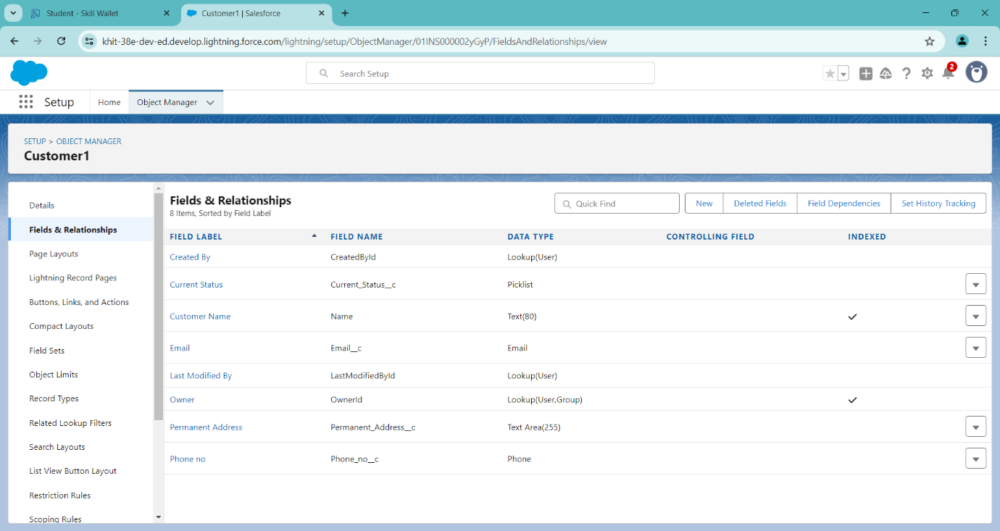 Student - Skill Wallet
Customer1 | Salesforce
khit-38e-dev-ed.develop.lightning.force.com/lightning/setup/ObjectManager/01INS000002yGyP/FieldsAndRelationships/view
Search Setup
2
Setup
Home
Object Manager
SETUP > OBJECT MANAGER
Customer1
Details
Fields & Relationships
Page Layouts
Lightning Record Pages
Buttons, Links, and Actions
Compact Layouts
Field Sets
Object Limits
Record Types
Related Lookup Filters
Search Layouts
List View Button Layout
Restriction Rules
Scoping Rules
Fields & Relationships
8 Items, Sorted by Field Label
Quick Find
New
Deleted Fields
Field Dependencies
Set History Tracking
FIELD LABEL FIELD NAME DATA TYPE CONTROLLING FIELD INDEXED
Created By CreatedById Lookup(User)
Current Status Current_Status__c Picklist
Customer Name Name Text(80)
Email Email__c Email
Last Modified By LastModifiedById Lookup(User)
Owner OwnerId Lookup(User,Group)
Permanent Address Permanent_Address__c Text Area(255)
Phone no Phone_no__c Phone